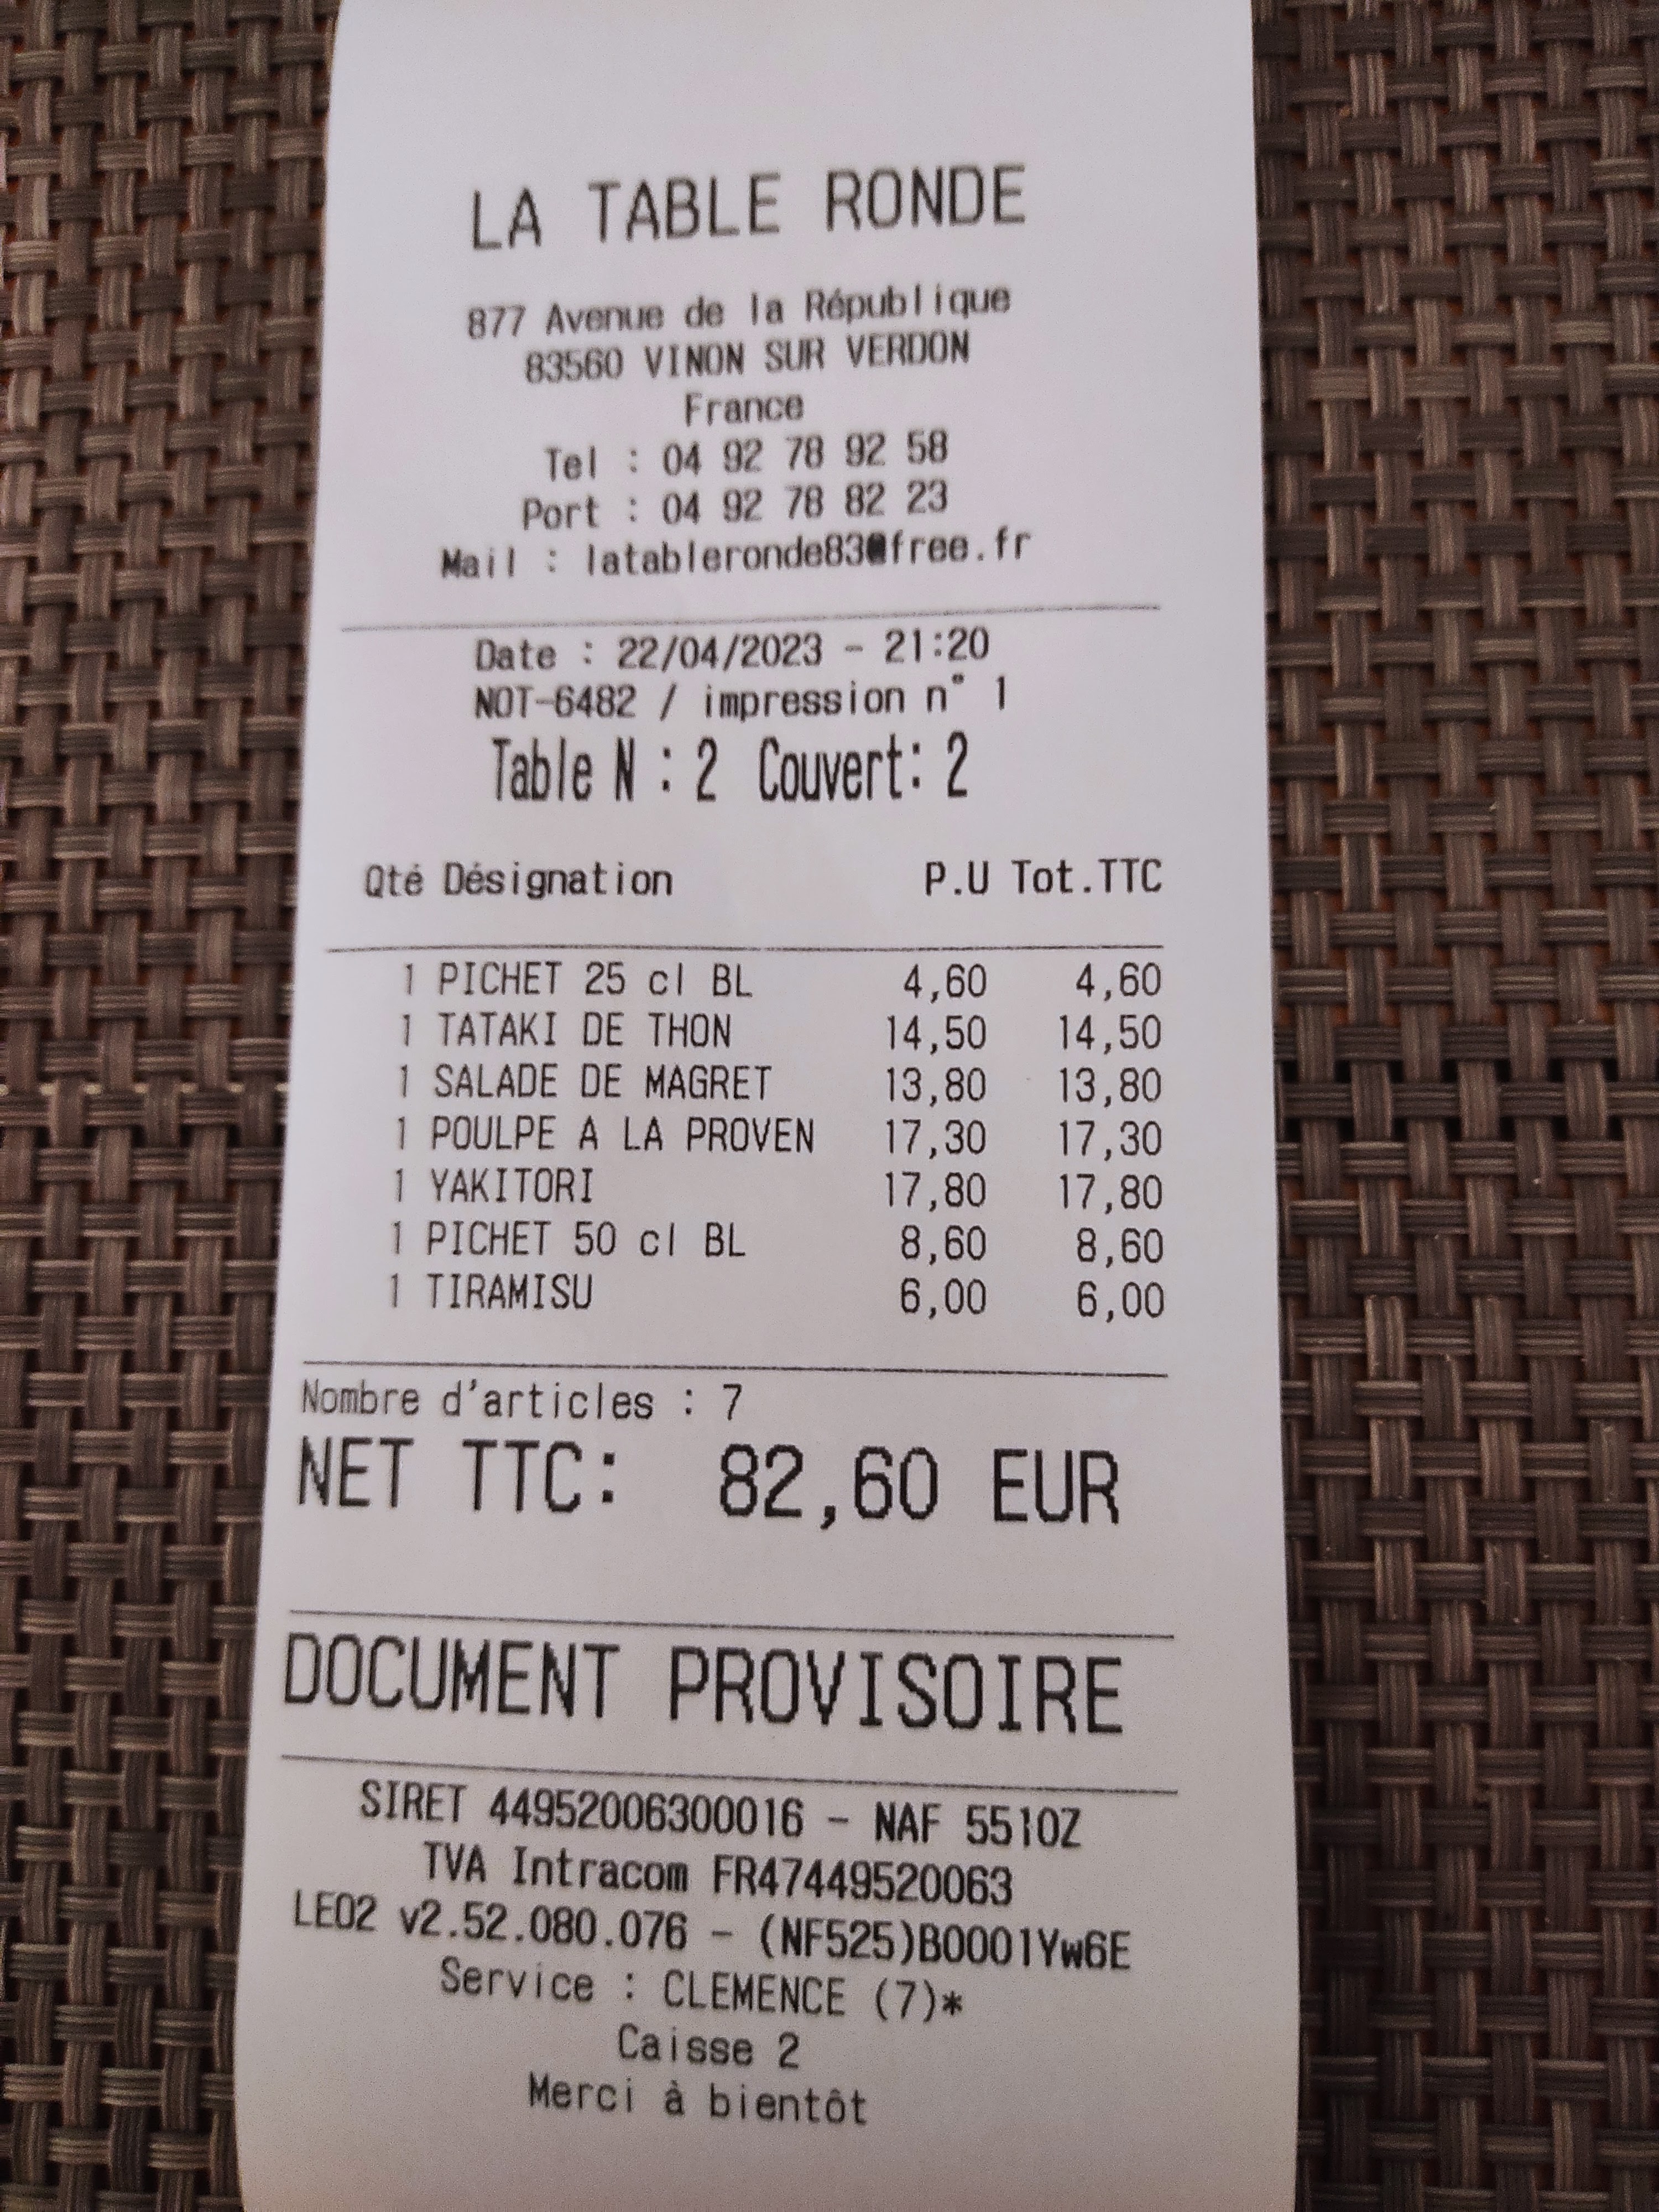 LA TABLE RONDE
877 Avenue de la République
83560 VINON SUR VERDON
France
Tel : 04 92 78 92 58
Port : 04 92 78 82 23
Mail : latableronde83@free.fr
Date : 22/04/2023 - 21:20
NOT-6482 / impression n° 1
Table N : 2 Couvert: 2
Qté Désignation P.U Tot.TTC
1 PICHET 25 cl BL 4,60 4,60
1 TATAKI DE THON 14,50 14,50
1 SALADE DE MAGRET 13,80 13,80
1 POULPE A LA PROVEN 17,30 17,30
1 YAKITORI 17,80 17,80
1 PICHET 50 cl BL 8,60 8,60
1 TIRAMISU 6,00 6,00
Nombre d'articles : 7
NET TTC: 82,60 EUR
DOCUMENT PROVISOIRE
SIRET 44952006300016 - NAF 5510Z
TVA Intracom FR47449520063
LEO2 v2.52.080.076 - (NF525)B0001Yw6E
Service : CLEMENCE (7)*
Caisse 2
Merci à bientôt